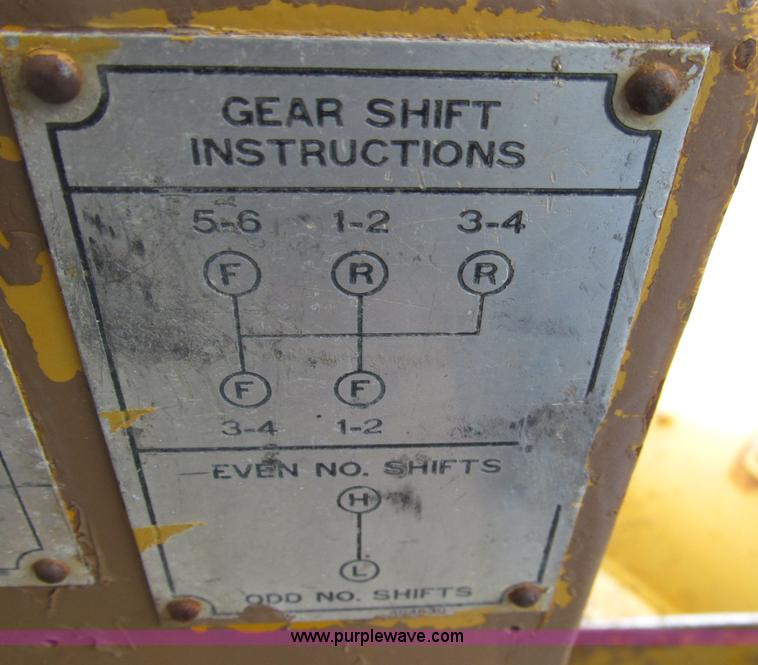 GEAR SHIFT
INSTRUCTIONS
5-6 1-2 3-4
F R R
F F
3-4 1-2
EVEN NO. SHIFTS
H
L
ODD NO. SHIFTS
www.purplewave.com